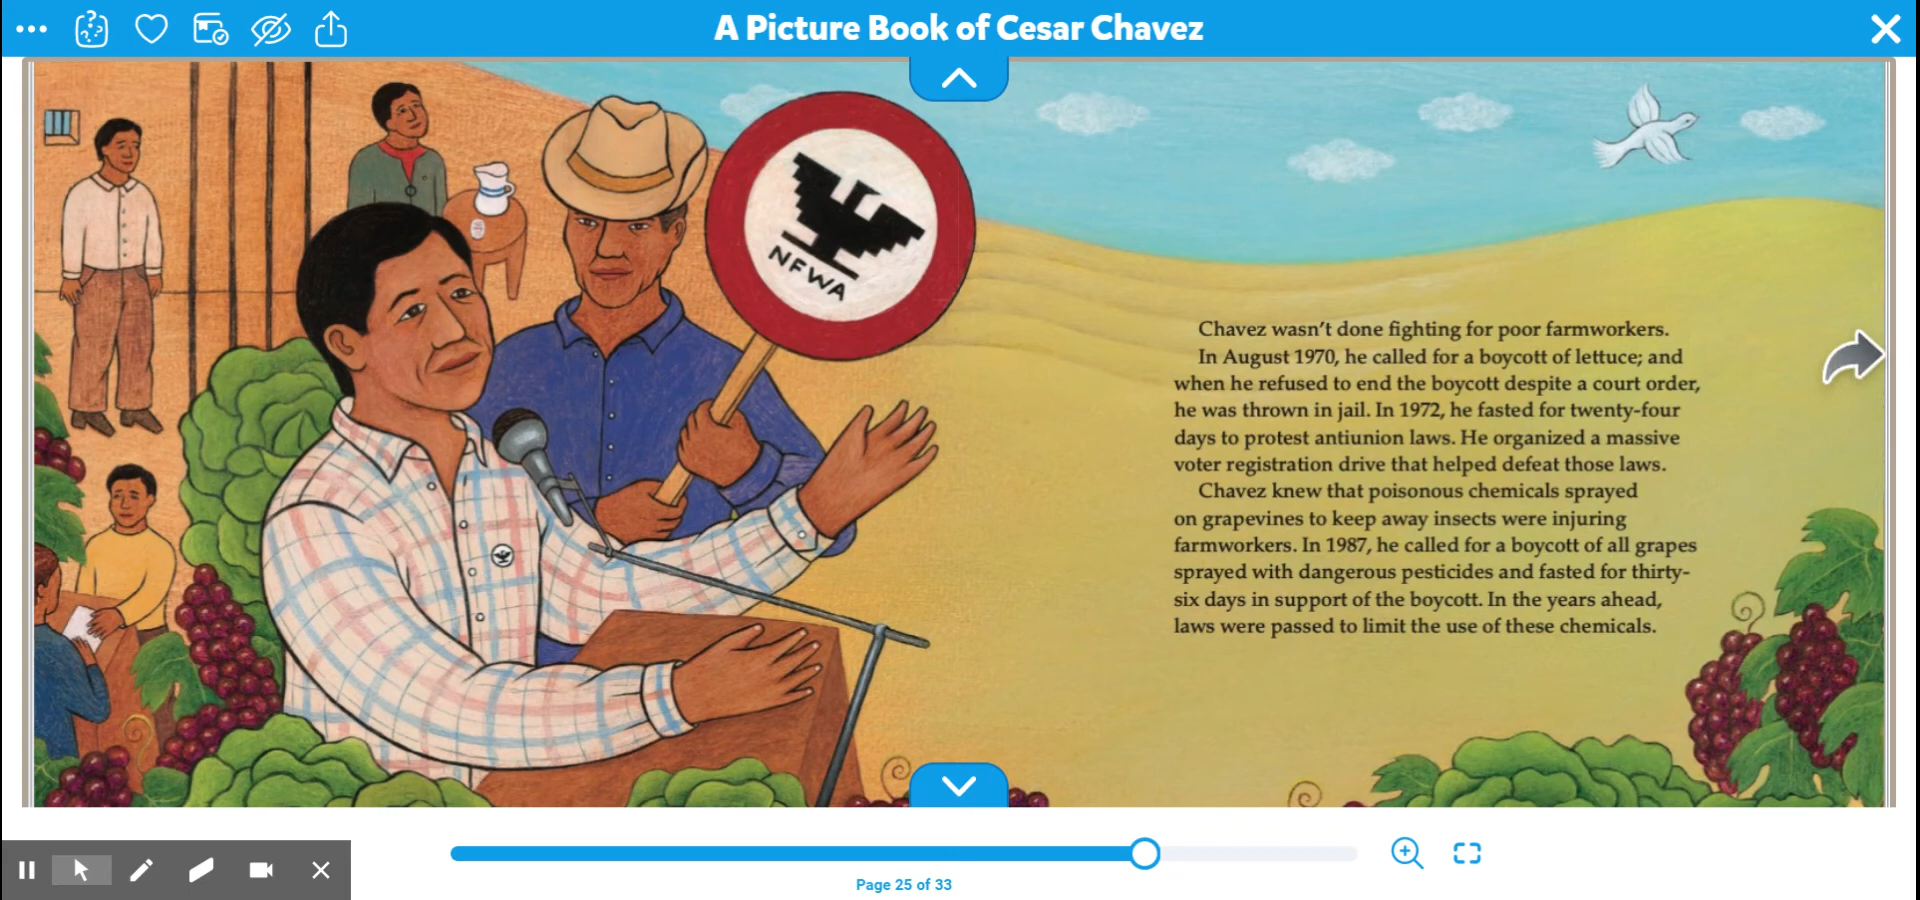 A Picture Book of Cesar Chavez
NFWA
Chavez wasn't done fighting for poor farmworkers.
In August 1970, he called for a boycott of lettuce; and
when he refused to end the boycott despite a court order,
he was thrown in jail. In 1972, he fasted for twenty-four
days to protest antiunion laws. He organized a massive
voter registration drive that helped defeat those laws.
Chavez knew that poisonous chemicals sprayed
on grapevines to keep away insects were injuring
farmworkers. In 1987, he called for a boycott of all grapes
sprayed with dangerous pesticides and fasted for thirty-
six days in support of the boycott. In the years ahead,
laws were passed to limit the use of these chemicals.
Page 25 of 33